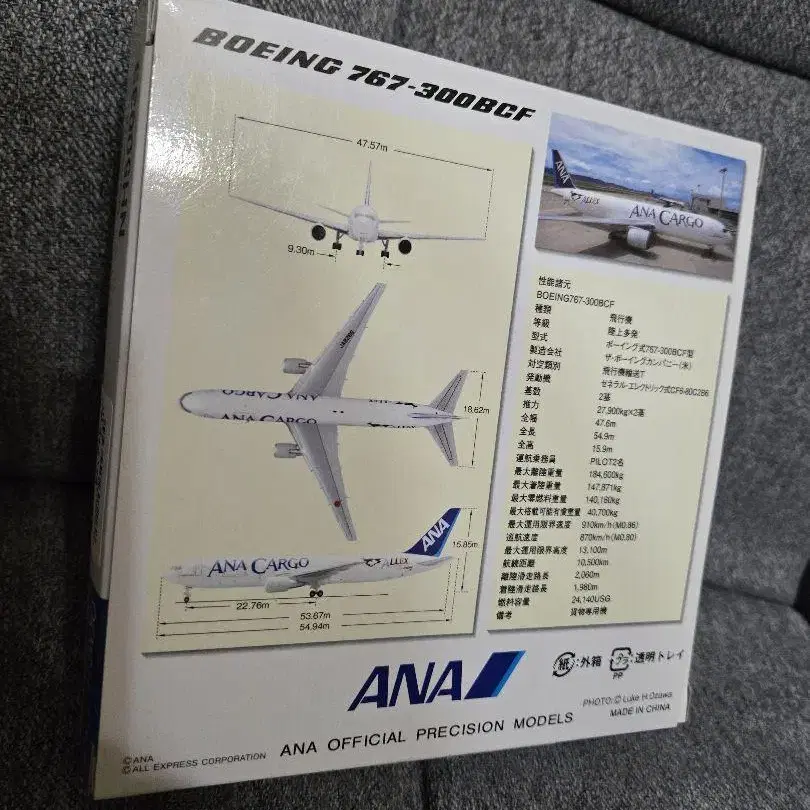 BOEING 767-300BCF
47.57m
9.30m
18.62m
ANA CARGO
ANA CARGO
ANA CARGO
ALLEX
ANA
15.85m
22.76m
53.67m
54.94m
ANA
ALLEX
ANA CARGO
性能諸元
BOEING767-300BCF
種類 飛行機
等級 陸上多発
型式 ボーイング式767-300BCF型
製造会社 ザ・ボーイングカンパニー(米)
対空類別 飛行機輸送T
発動機 ゼネラル・エレクトリック式CF6-80C2B6
基数 2基
推力 27,900kg×2基
全幅 47.6m
全長 54.9m
全高 15.9m
運航乗務員 PILOT2名
最大離陸重量 184,600kg
最大着陸重量 147,871kg
最大零燃料重量 140,160kg
最大搭載可能有償重量 40,700kg
最大運用限界速度 910km/h(M0.86)
巡航速度 870km/h(M0.80)
最大運用限界高度 13,100m
航続距離 10,500km
離陸滑走路長 2,060m
着陸滑走路長 1,980m
燃料容量 24,140USG.
備考 貨物専用機
ANA
紙:外箱 プラ:透明トレイ
PP
PHOTO:©Luke H.Ozawa
MADE IN CHINA
©ANA
©ALL EXPRESS CORPORATION
ANA OFFICIAL PRECISION MODELS